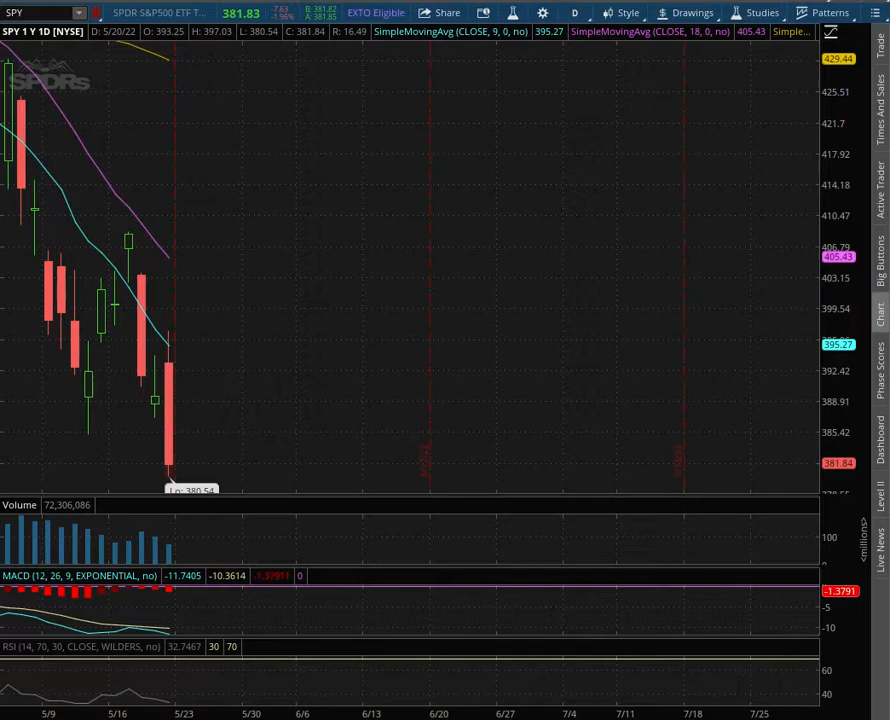 SPY SPDR S&P500 ETF T... 381.83 -7.63 -1.96% B: 381.82 A: 381.85 EXTO Eligible Share D Style Drawings Studies Patterns
SPY 1 Y 1D [NYSE] D: 5/20/22 O: 393.25 H: 397.03 L: 380.54 C: 381.84 R: 16.49 SimpleMovingAvg (CLOSE, 9, 0, no) 395.27 SimpleMovingAvg (CLOSE, 18, 0, no) 405.43 Simple...
SPDRs
429.44
425.51
421.7
417.92
414.18
410.47
406.79
405.43
403.15
399.54
395.27
392.42
388.91
385.42
381.84
378.55
Lo: 380.54
Volume 72,306,086
100
0
<millions>
MACD (12, 26, 9, EXPONENTIAL, no) -11.7405 -10.3614 -1.37911 0
-1.3791
-5
-10
RSI (14, 70, 30, CLOSE, WILDERS, no) 32.7467 30 70
60
40
5/9 5/16 5/23 5/30 6/6 6/13 6/20 6/27 7/4 7/11 7/18 7/25
Trade
Times And Sales
Active Trader
Big Buttons
Chart
Phase Scores
Dashboard
Level II
Live News